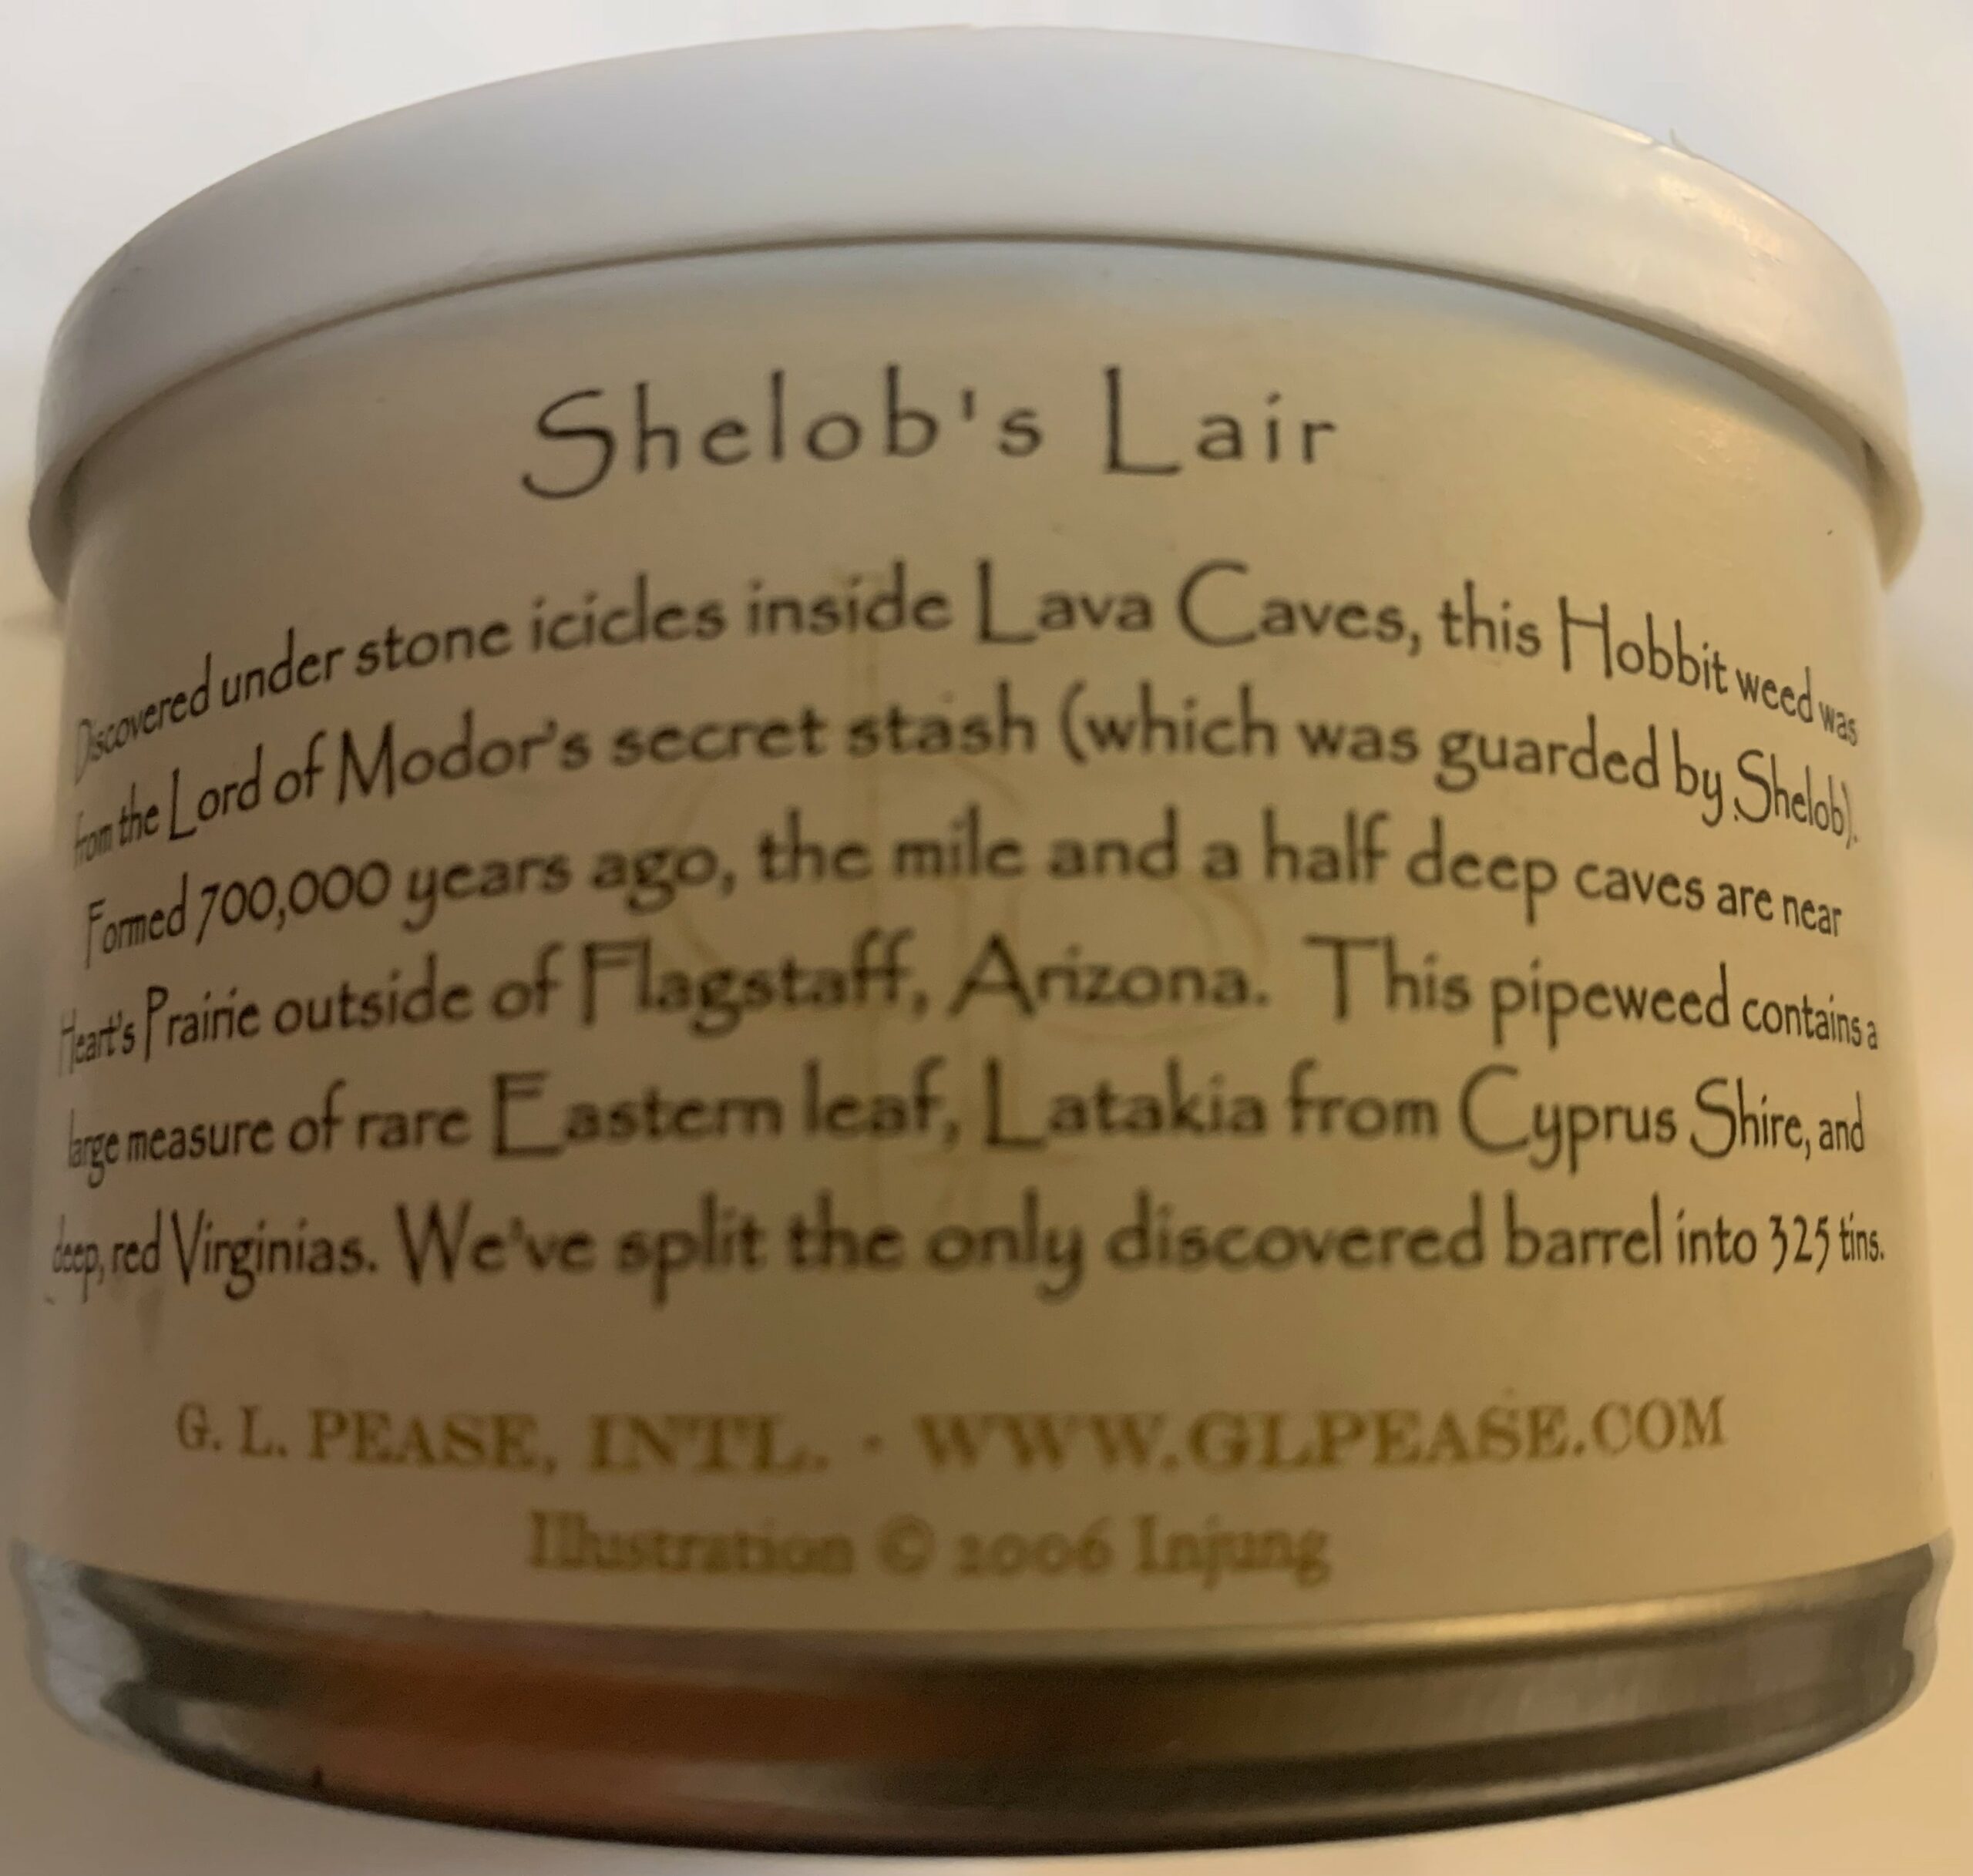 Shelob's Lair
Discovered under stone icicles inside Lava Caves, this Hobbit weed was
from the Lord of Modor's secret stash (which was guarded by Shelob).
Formed 700,000 years ago, the mile and a half deep caves are near
Heart's Prairie outside of Flagstaff, Arizona. This pipeweed contains a
large measure of rare Eastern leaf, Latakia from Cyprus Shire, and
deep, red Virginias. We've split the only discovered barrel into 325 tins.
G. L. PEASE, INTL. · WWW.GLPEASE.COM
Illustration © 2006 Injung